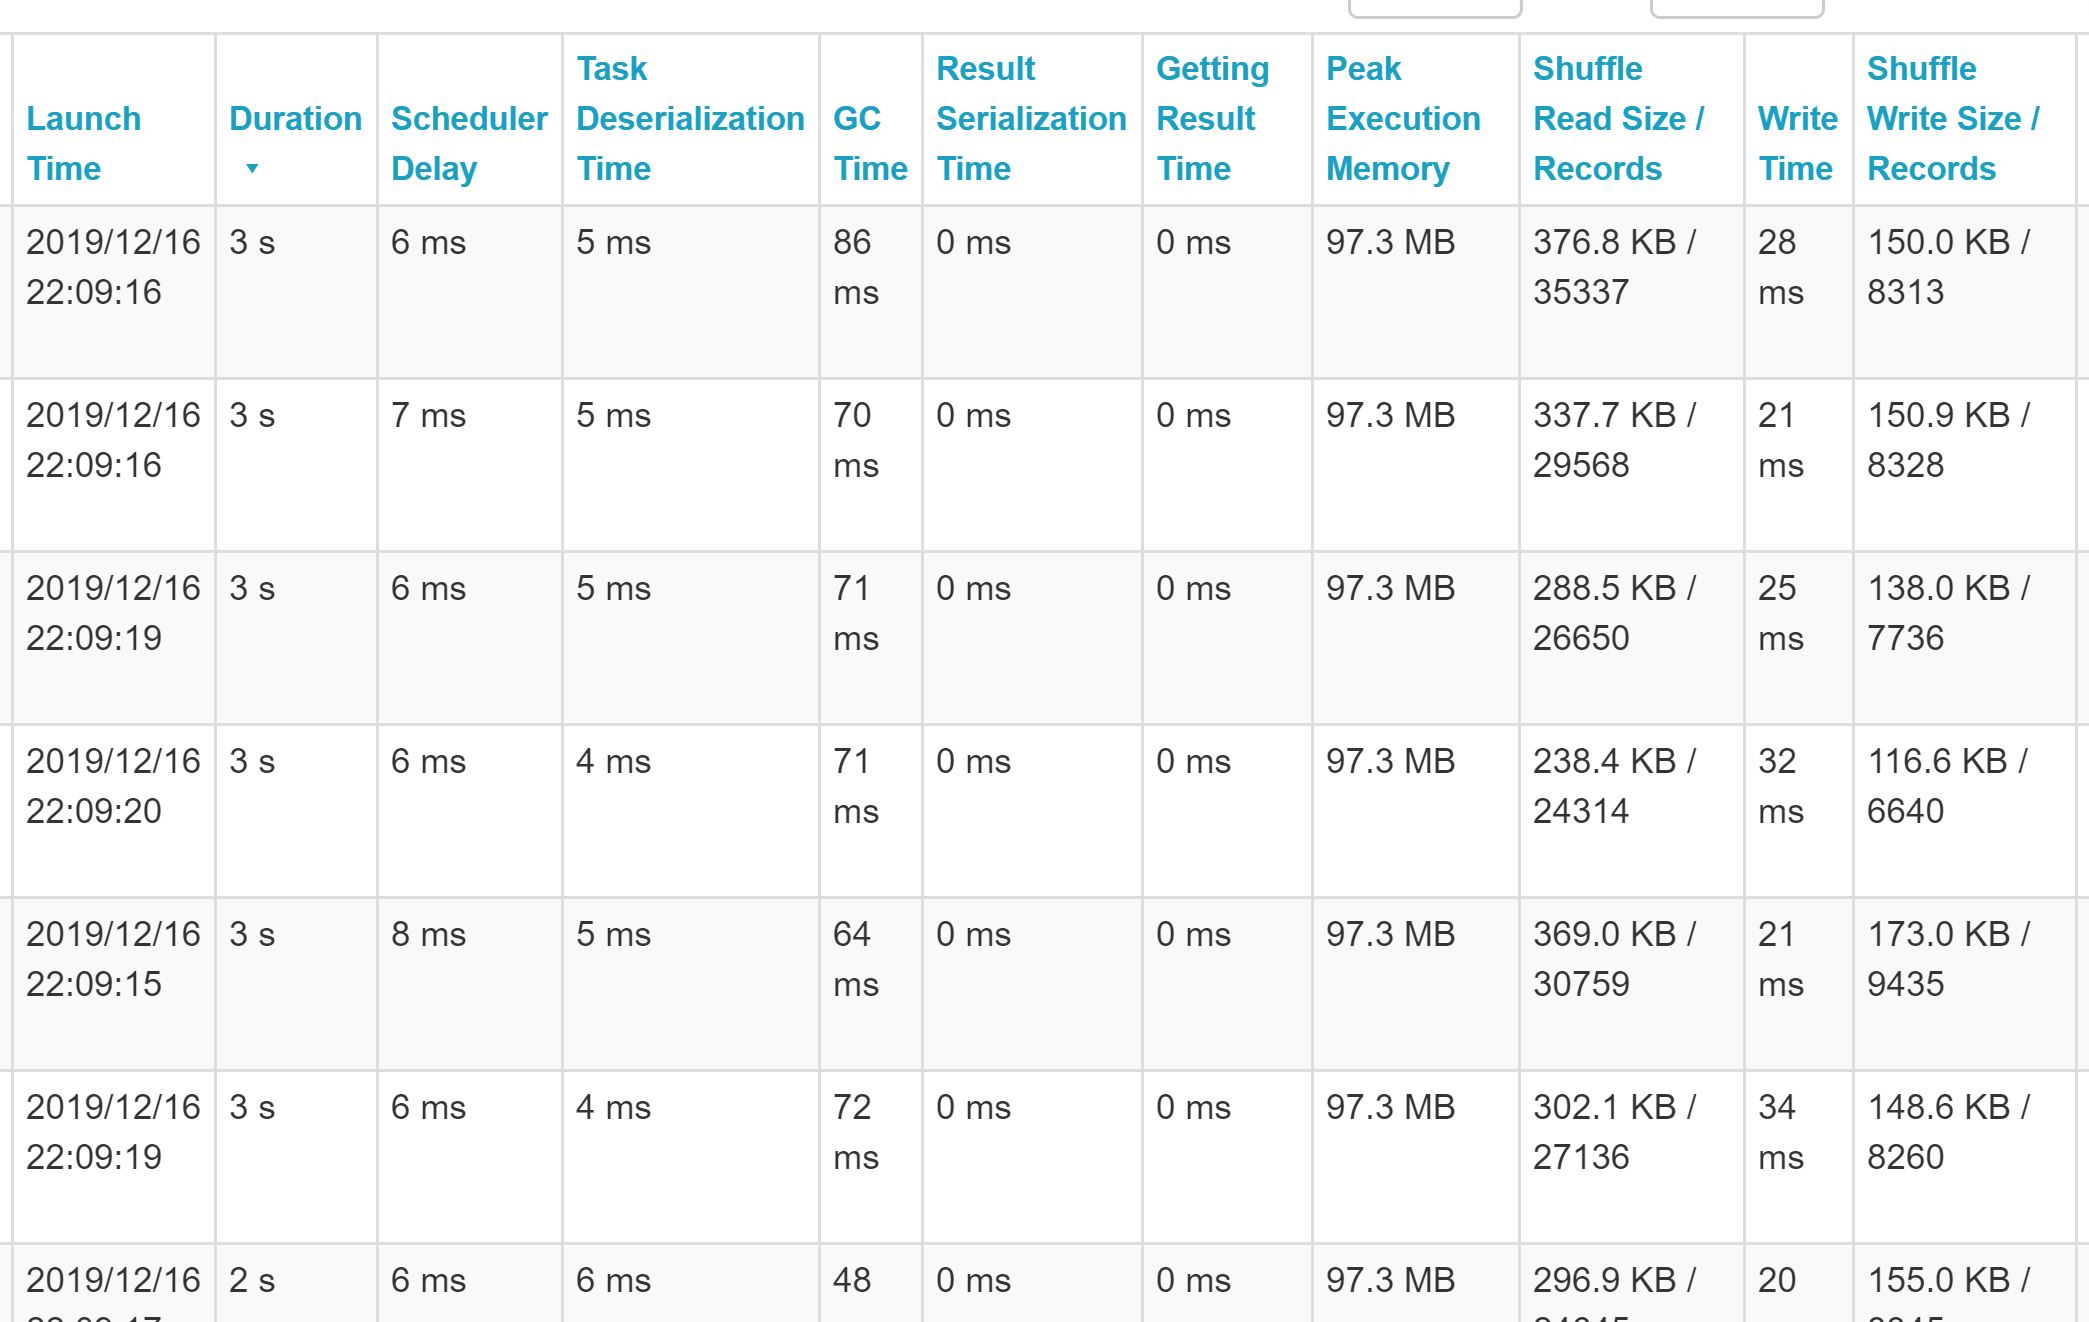 Launch Time Duration ▼ Scheduler Delay Task Deserialization Time GC Time Result Serialization Time Getting Result Time Peak Execution Memory Shuffle Read Size / Records Write Time Shuffle Write Size / Records
2019/12/16 22:09:16 3 s 6 ms 5 ms 86 ms 0 ms 0 ms 97.3 MB 376.8 KB / 35337 28 ms 150.0 KB / 8313
2019/12/16 22:09:16 3 s 7 ms 5 ms 70 ms 0 ms 0 ms 97.3 MB 337.7 KB / 29568 21 ms 150.9 KB / 8328
2019/12/16 22:09:19 3 s 6 ms 5 ms 71 ms 0 ms 0 ms 97.3 MB 288.5 KB / 26650 25 ms 138.0 KB / 7736
2019/12/16 22:09:20 3 s 6 ms 4 ms 71 ms 0 ms 0 ms 97.3 MB 238.4 KB / 24314 32 ms 116.6 KB / 6640
2019/12/16 22:09:15 3 s 8 ms 5 ms 64 ms 0 ms 0 ms 97.3 MB 369.0 KB / 30759 21 ms 173.0 KB / 9435
2019/12/16 22:09:19 3 s 6 ms 4 ms 72 ms 0 ms 0 ms 97.3 MB 302.1 KB / 27136 34 ms 148.6 KB / 8260
2019/12/16 2 s 6 ms 6 ms 48 0 ms 0 ms 97.3 MB 296.9 KB / 20 155.0 KB /